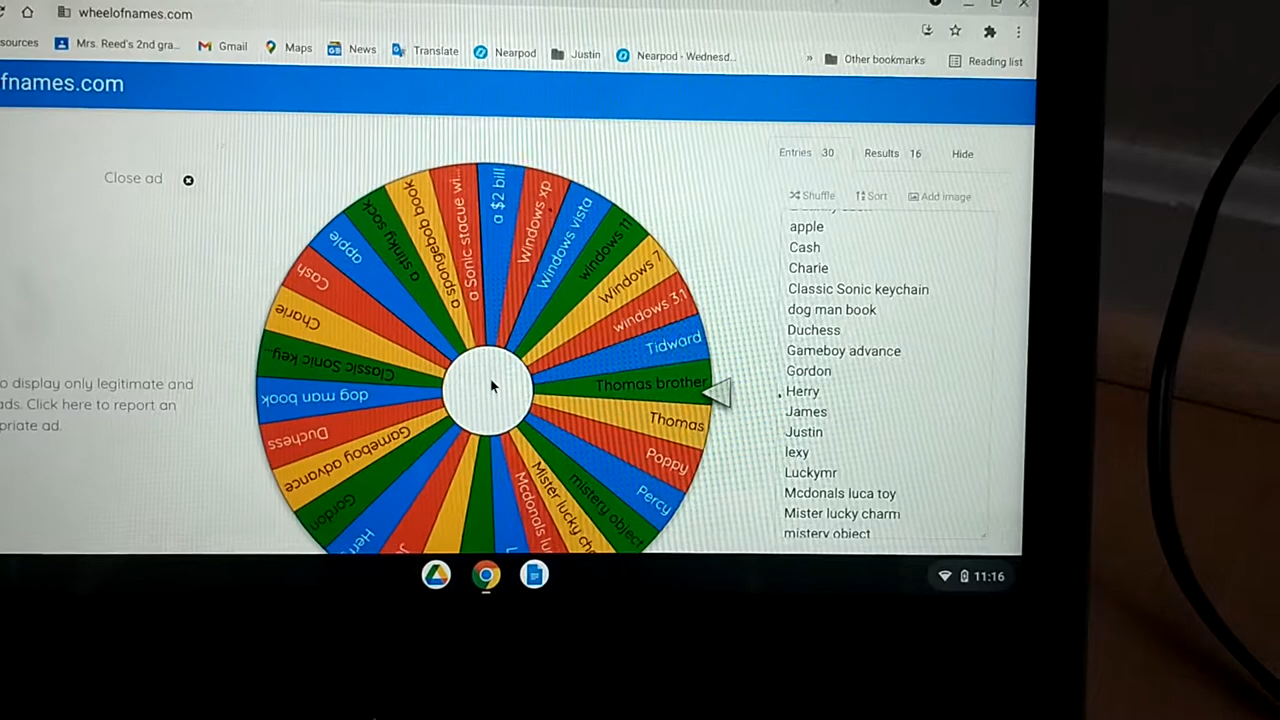 wheelofnames.com
sources Mrs. Reed's 2nd gra... Gmail Maps News Translate Nearpod Justin Nearpod - Wednesd... » Other bookmarks Reading list
fnames.com
Entries 30 Results 16 Hide
Close ad
Shuffle Sort Add image
apple
Cash
Charie
Classic Sonic keychain
dog man book
Duchess
Gameboy advance
Gordon
Herry
James
Justin
lexy
Luckymr
Mcdonals luca toy
Mister lucky charm
mistery object
o display only legitimate and
ads. Click here to report an
priate ad.
a $2 bill
Windows xp
Windows vista
windows 11
Windows 7
windows 3.1
Tidward
Thomas brother
Thomas
Poppy
Percy
mistery object
Mister lucky ch
Mcdonals lu
L
J
Herr
Gordon
Gameboy advance
Duchess
dog man book
Classic Sonic key...
Charie
Cash
apple
a stinky sock
a spongebob book
a Sonic stacue wi...
11:16